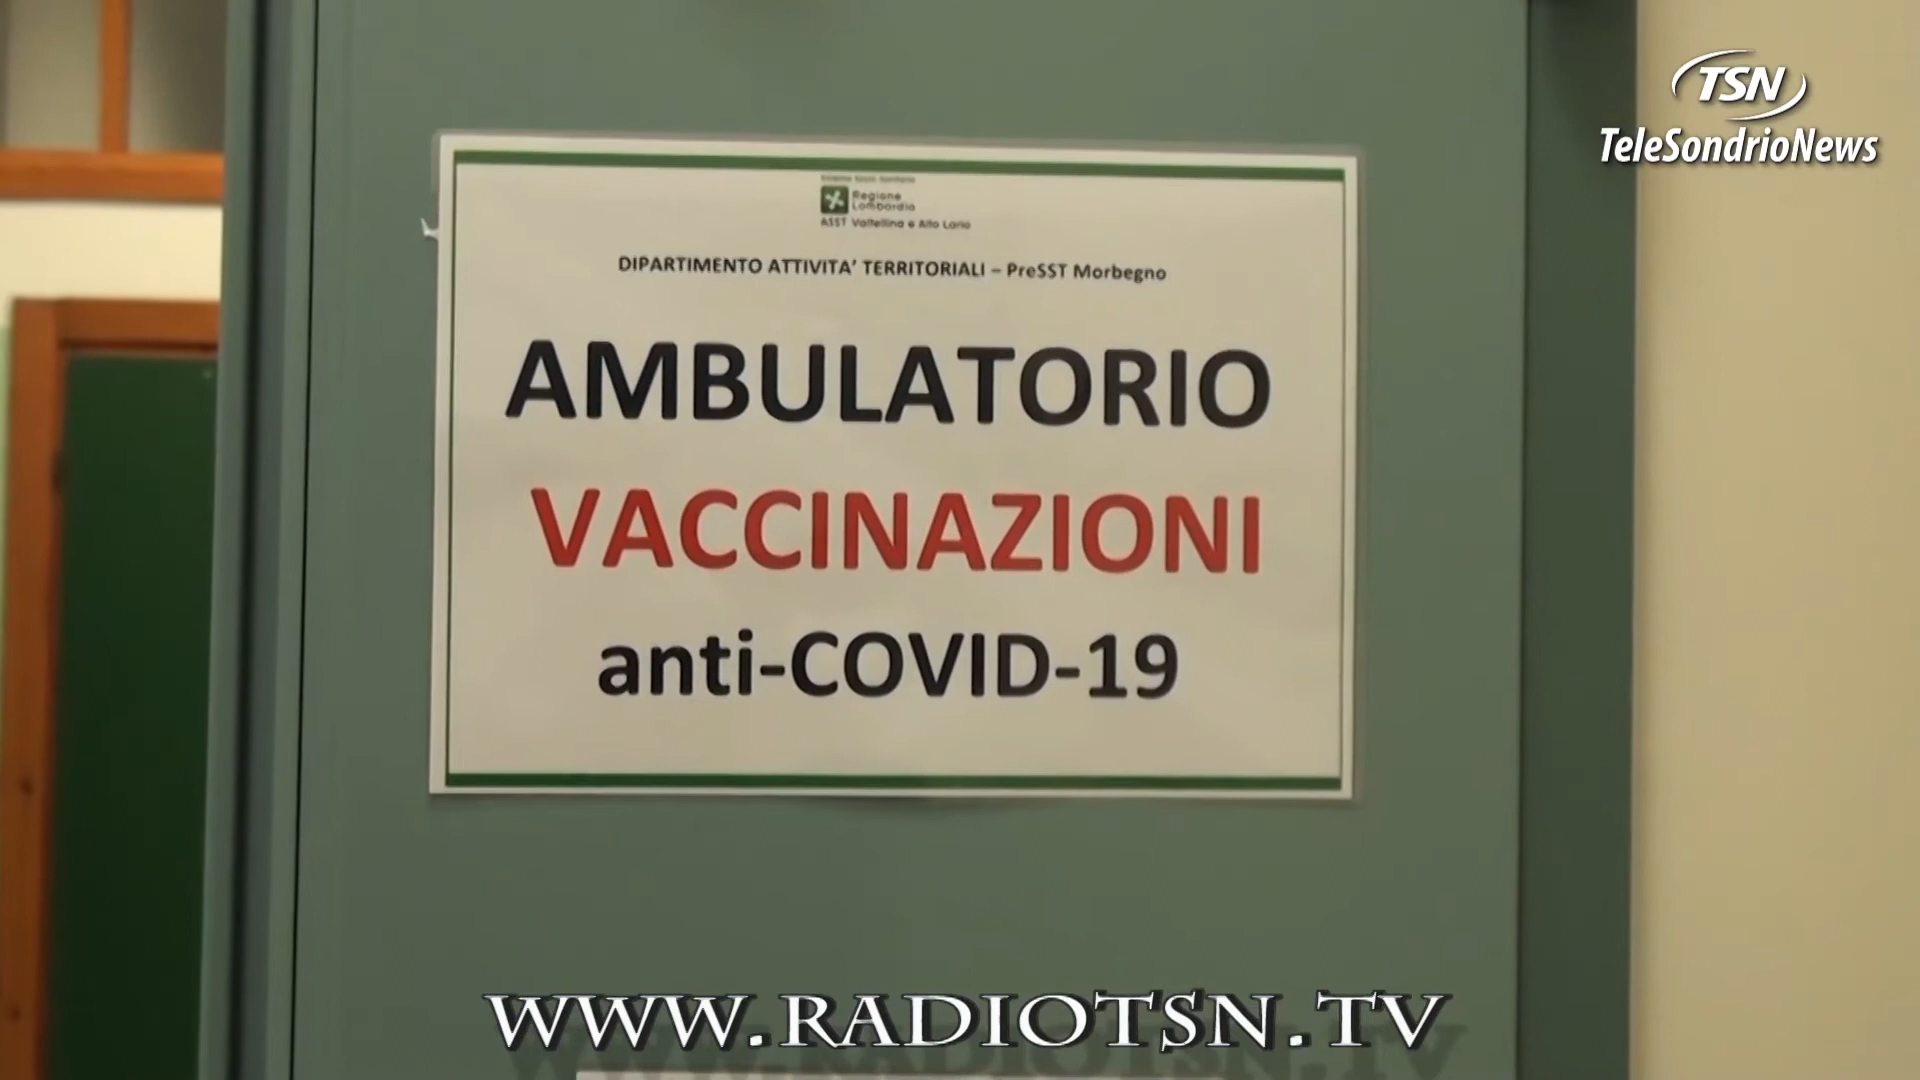 TSN
TeleSondrioNews
Regione
Lombardia
ASST Valtellina e Alto Lario
DIPARTIMENTO ATTIVITA' TERRITORIALI – PreSST Morbegno
AMBULATORIO
VACCINAZIONI
anti-COVID-19
WWW.RADIOTSN.TV